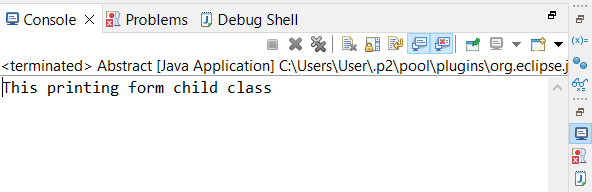 Console Problems Debug Shell
<terminated> Abstract [Java Application] C:\Users\User\.p2\pool\plugins\org.eclipse.j
This printing form child class